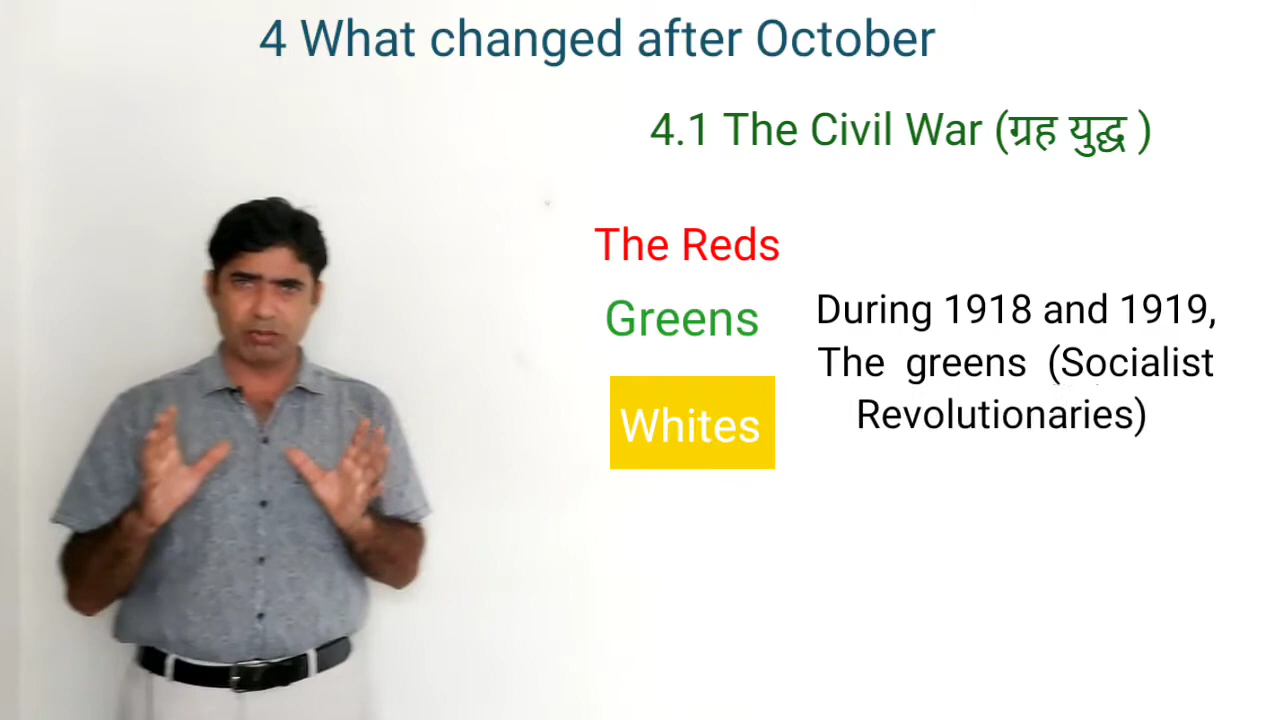 4 What changed after October
4.1 The Civil War (ग्रह युद्ध )
The Reds
Greens
Whites
During 1918 and 1919,
The greens (Socialist
Revolutionaries)